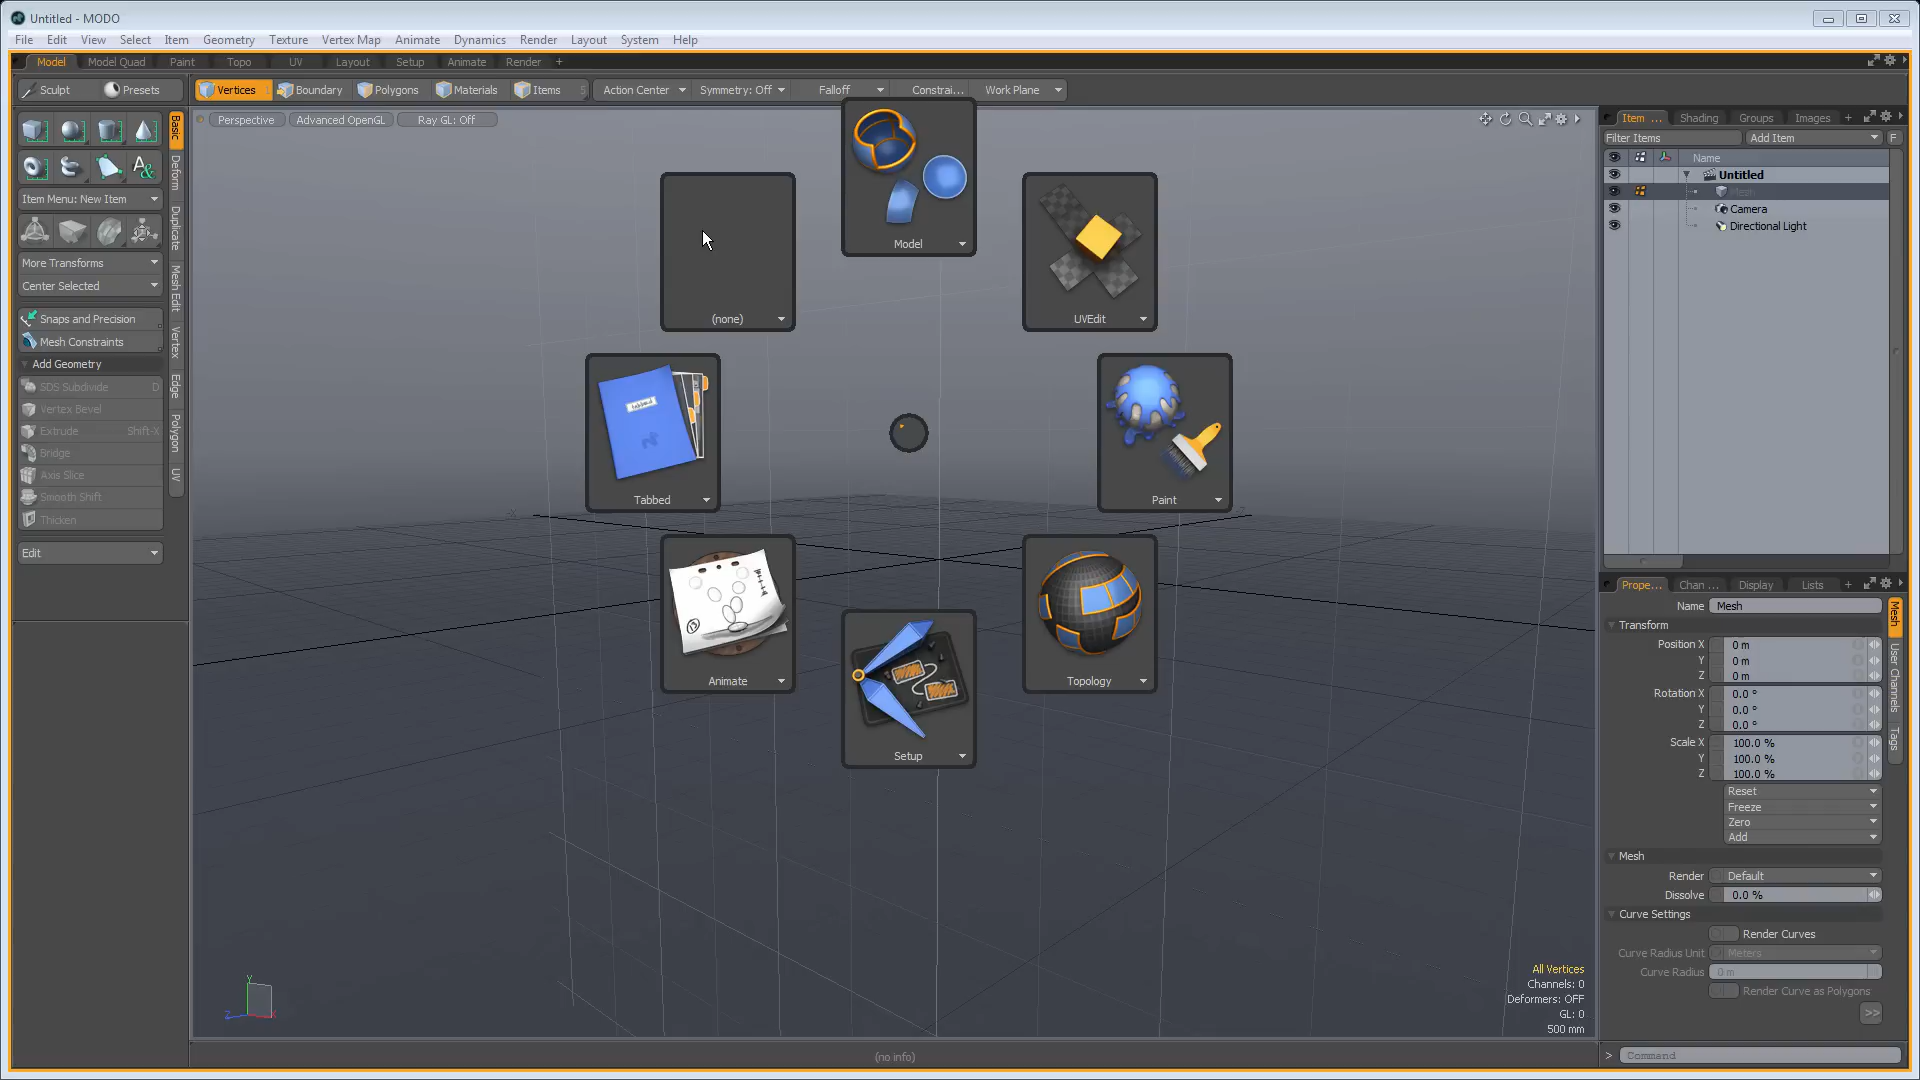 Untitled - MODO
File Edit View Select Item Geometry Texture Vertex Map Animate Dynamics Render Layout System Help
Model Model Quad Paint Topo UV Layout Setup Animate Render +
Sculpt Presets Vertices Boundary Polygons Materials Items 5 Action Center Symmetry: Off Falloff Constrai... Work Plane
Perspective Advanced OpenGL Ray GL: Off
Basic
Deform
Duplicate
Mesh Edit
Vertex
Edge
Polygon
UV
Item Menu: New Item
More Transforms
Center Selected
Snaps and Precision
Mesh Constraints
Add Geometry
SDS Subdivide D
Vertex Bevel
Extrude Shift-X
Bridge
Axis Slice
Smooth Shift
Thicken
Edit
Model
(none)
UVEdit
tabbed
Tabbed
Paint
Animate
Topology
Setup
All Vertices
Channels: 0
Deformers: OFF
GL: 0
500 mm
(no info)
Item ... Shading Groups Images +
Filter Items Add Item F
Name
Untitled
Mesh
Camera
Directional Light
Prope... Chan ... Display Lists +
Name Mesh
Transform
Position X 0 m
Y 0 m
Z 0 m
Rotation X 0.0 °
Y 0.0 °
Z 0.0 °
Scale X 100.0 %
Y 100.0 %
Z 100.0 %
Reset
Freeze
Zero
Add
Mesh
Render Default
Dissolve 0.0 %
Curve Settings
Render Curves
Curve Radius Unit Meters
Curve Radius 0 m
Render Curve as Polygons
>>
Mesh
User Channels
Tags
> Command
Y
Z
X